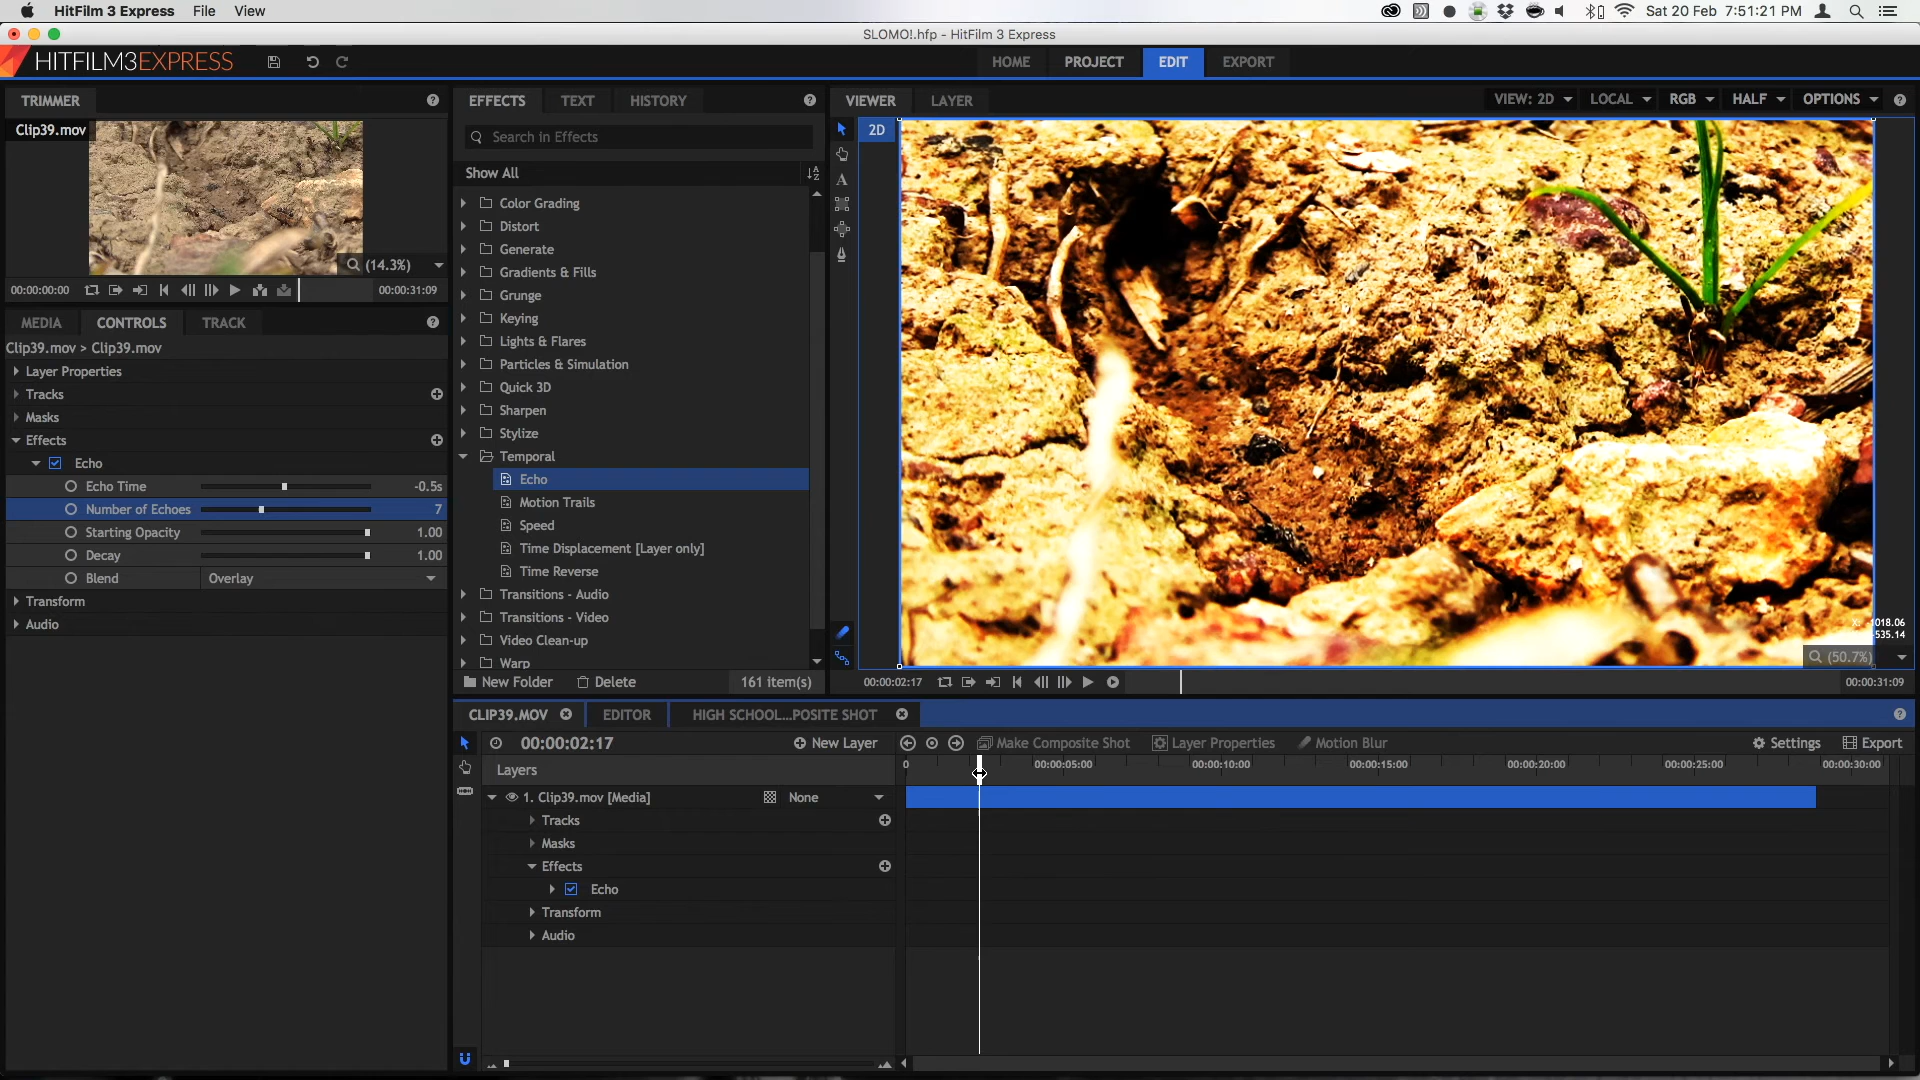 HitFilm 3 Express File View Sat 20 Feb 7:51:21 PM
SLOMO!.hfp - HitFilm 3 Express
HITFILM3EXPRESS HOME PROJECT EDIT EXPORT
TRIMMER
Clip39.mov
(14.3%)
00:00:00:00 00:00:31:09
MEDIA CONTROLS TRACK
Clip39.mov > Clip39.mov
Layer Properties
Tracks
Masks
Effects
Echo
Echo Time -0.5s
Number of Echoes 7
Starting Opacity 1.00
Decay 1.00
Blend Overlay
Transform
Audio
EFFECTS TEXT HISTORY
Search in Effects
Show All
Color Grading
Distort
Generate
Gradients & Fills
Grunge
Keying
Lights & Flares
Particles & Simulation
Quick 3D
Sharpen
Stylize
Temporal
Echo
Motion Trails
Speed
Time Displacement [Layer only]
Time Reverse
Transitions - Audio
Transitions - Video
Video Clean-up
Warp
New Folder Delete 161 item(s)
VIEWER LAYER VIEW: 2D LOCAL RGB HALF OPTIONS
2D
1018.06
-535.14
(50.7%)
00:00:02:17 00:00:31:09
CLIP39.MOV EDITOR HIGH SCHOOL...POSITE SHOT
00:00:02:17 New Layer Make Composite Shot Layer Properties Motion Blur Settings Export
Layers 0 00:00:05:00 00:00:10:00 00:00:15:00 00:00:20:00 00:00:25:00 00:00:30:00
1. Clip39.mov [Media] None
Tracks
Masks
Effects
Echo
Transform
Audio